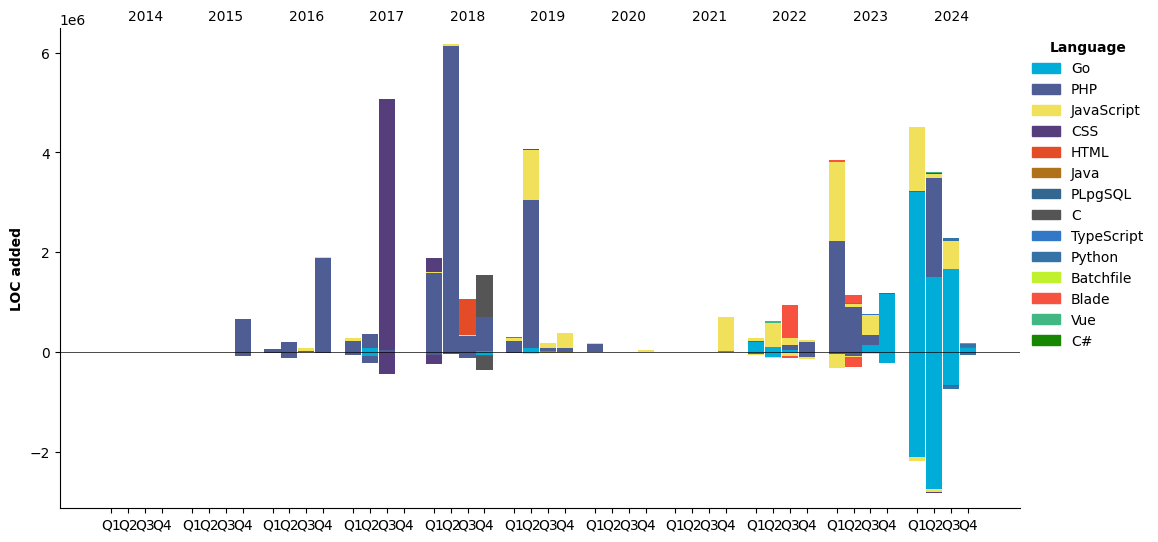 2014 2015 2016 2017 2018 2019 2020 2021 2022 2023 2024
1e6
6
4
2
0
−2
LOC added
Q1Q2Q3Q4 Q1Q2Q3Q4 Q1Q2Q3Q4 Q1Q2Q3Q4 Q1Q2Q3Q4 Q1Q2Q3Q4 Q1Q2Q3Q4 Q1Q2Q3Q4 Q1Q2Q3Q4 Q1Q2Q3Q4 Q1Q2Q3Q4
Language
Go
PHP
JavaScript
CSS
HTML
Java
PLpgSQL
C
TypeScript
Python
Batchfile
Blade
Vue
C#